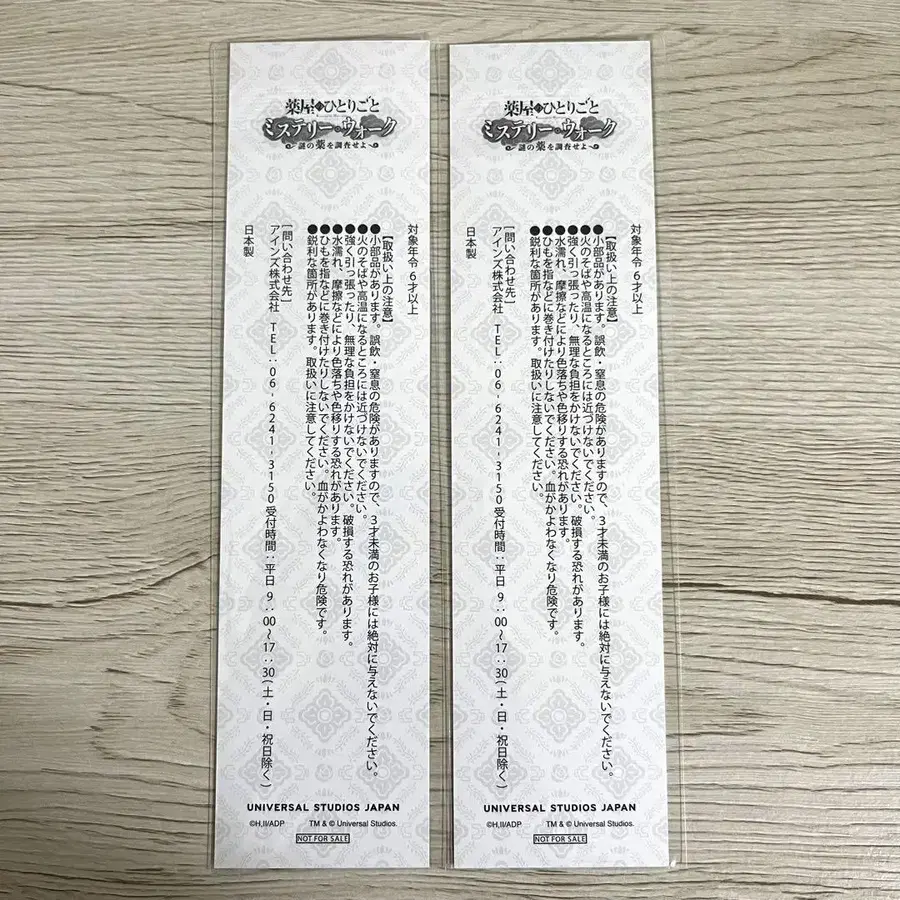 薬屋のひとりごと
ミステリー・ウォーク
~謎の薬を調査せよ~
対象年令 6才以上
【取扱い上の注意】
●小部品があります。誤飲・窒息の危険がありますので、3才未満のお子様には絶対に与えないでください。
●火のそばや高温になるところには近づけないでください。
●強く引っ張ったり、無理な負担をかけないでください。破損する恐れがあります。
●水濡れ、摩擦などにより色落ちや色移りする恐れがあります。
●ひもを指などに巻き付けたりしないでください。血がかよわなくなり危険です。
●鋭利な箇所があります。取扱いに注意してください。
[問い合わせ先]
アインズ株式会社 TEL:06-6241-3150 受付時間:平日9:00~17:30(土・日・祝日除く)
日本製
UNIVERSAL STUDIOS JAPAN
©H,II/ADP TM & © Universal Studios.
NOT FOR SALE
薬屋のひとりごと
ミステリー・ウォーク
~謎の薬を調査せよ~
対象年令 6才以上
【取扱い上の注意】
●小部品があります。誤飲・窒息の危険がありますので、3才未満のお子様には絶対に与えないでください。
●火のそばや高温になるところには近づけないでください。
●強く引っ張ったり、無理な負担をかけないでください。破損する恐れがあります。
●水濡れ、摩擦などにより色落ちや色移りする恐れがあります。
●ひもを指などに巻き付けたりしないでください。血がかよわなくなり危険です。
●鋭利な箇所があります。取扱いに注意してください。
[問い合わせ先]
アインズ株式会社 TEL:06-6241-3150 受付時間:平日9:00~17:30(土・日・祝日除く)
日本製
UNIVERSAL STUDIOS JAPAN
©H,II/ADP TM & © Universal Studios.
NOT FOR SALE